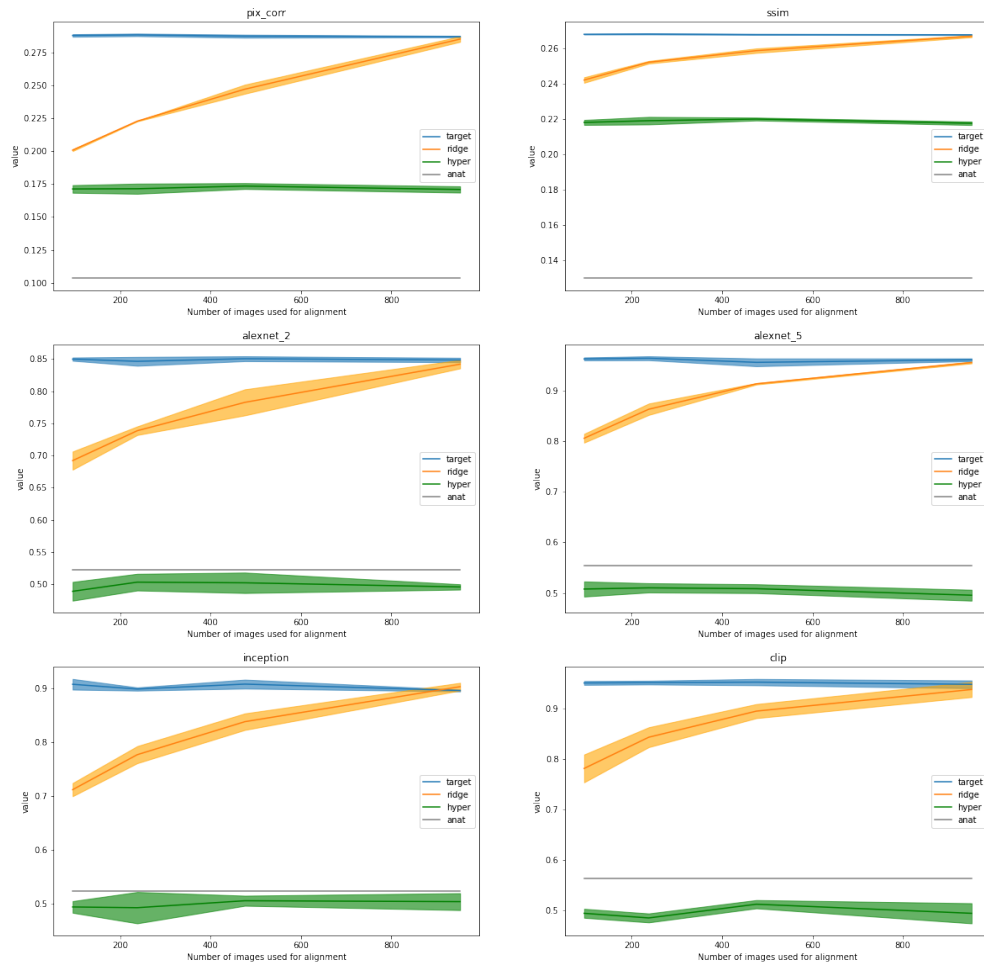 pix_corr
0.275
0.250
0.225
0.200
0.175
0.150
0.125
0.100
value
target
ridge
hyper
anat
200 400 600 800
Number of images used for alignment
ssim
0.26
0.24
0.22
0.20
0.18
0.16
0.14
value
target
ridge
hyper
anat
200 400 600 800
Number of images used for alignment
alexnet_2
0.85
0.80
0.75
0.70
0.65
0.60
0.55
0.50
value
target
ridge
hyper
anat
200 400 600 800
Number of images used for alignment
alexnet_5
0.9
0.8
0.7
0.6
0.5
value
target
ridge
hyper
anat
200 400 600 800
Number of images used for alignment
inception
0.9
0.8
0.7
0.6
0.5
value
target
ridge
hyper
anat
200 400 600 800
Number of images used for alignment
clip
0.9
0.8
0.7
0.6
0.5
value
target
ridge
hyper
anat
200 400 600 800
Number of images used for alignment